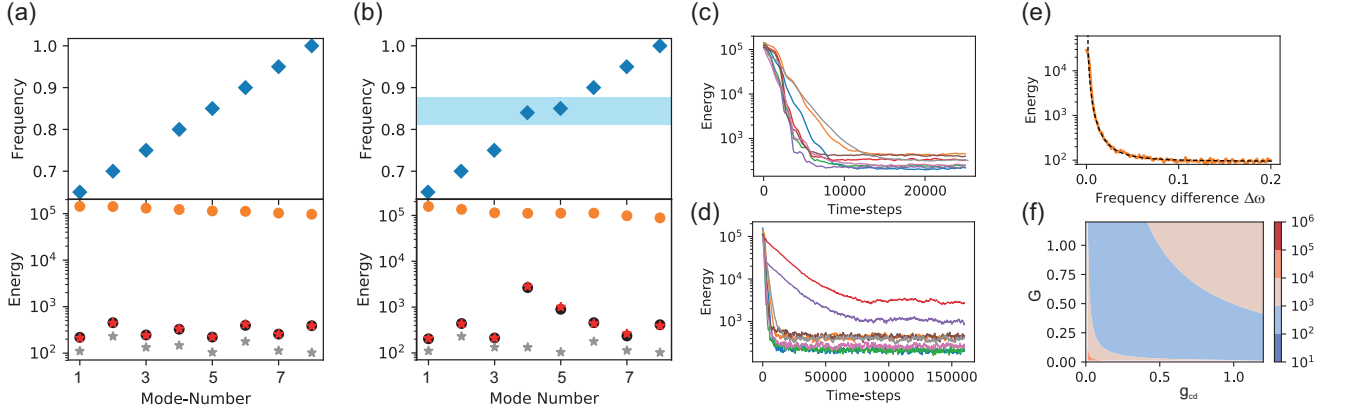 (a)
1.0
0.9
0.8
0.7
Frequency
10^5
10^4
10^3
10^2
Energy
1 3 5 7
Mode-Number
(b)
1.0
0.9
0.8
0.7
Frequency
10^5
10^4
10^3
10^2
Energy
1 3 5 7
Mode Number
(c)
10^5
10^4
10^3
Energy
0 10000 20000
Time-steps
(d)
10^5
10^4
10^3
Energy
0 50000 100000 150000
Time-steps
(e)
10^4
10^3
10^2
Energy
0.0 0.1 0.2
Frequency difference Δω
(f)
1.00
0.75
0.50
0.25
0.00
G
0.0 0.5 1.0
g_cd
10^6
10^5
10^4
10^3
10^2
10^1